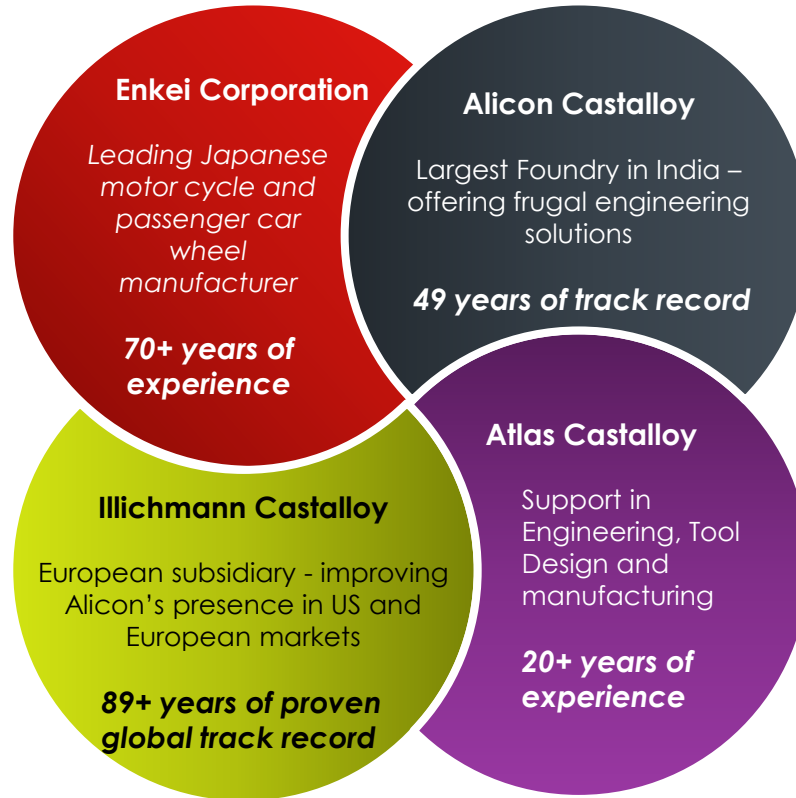 Enkei Corporation
Leading Japanese
motor cycle and
passenger car
wheel
manufacturer
70+ years of
experience
Alicon Castalloy
Largest Foundry in India –
offering frugal engineering
solutions
49 years of track record
Illichmann Castalloy
European subsidiary - improving
Alicon’s presence in US and
European markets
89+ years of proven
global track record
Atlas Castalloy
Support in
Engineering, Tool
Design and
manufacturing
20+ years of
experience